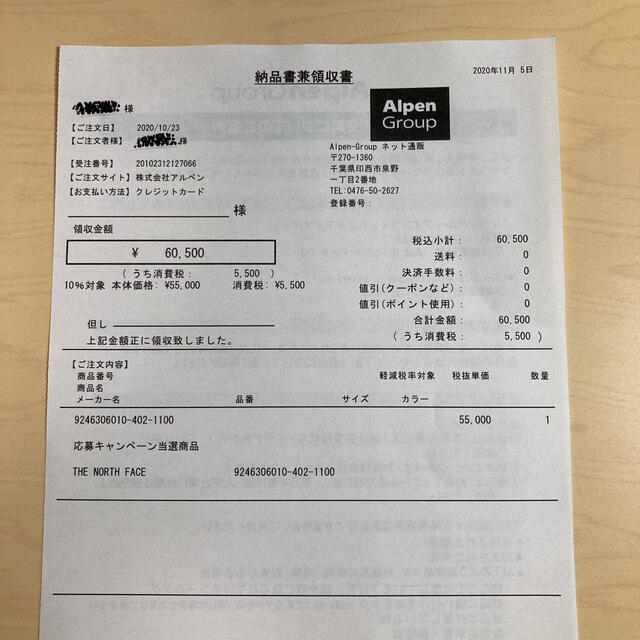 納品書兼領収書
2020年11月 5日
様
Alpen
Group
【ご注文日】 2020/10/23
【ご注文者様】 様
【受注番号】 20102312127066
【ご注文サイト】 株式会社アルペン
【お支払い方法】 クレジットカード
Alpen-Group ネット通販
〒270-1360
千葉県印西市泉野
一丁目2番地
TEL:0476-50-2627
登録番号：
様
領収金額
¥ 60,500
（うち消費税： 5,500 ）
10%対象 本体価格： ¥55,000 消費税： ¥5,500
税込小計： 60,500
送料： 0
決済手数料： 0
値引（クーポンなど）： 0
値引（ポイント使用）： 0
合計金額： 60,500
（うち消費税： 5,500 ）
但し
上記金額正に領収致しました。
【ご注文内容】
商品番号 軽減税率対象 税抜単価 数量
商品名
メーカー名 品番 サイズ カラー
9246306010-402-1100 55,000 1
応募キャンペーン当選商品
THE NORTH FACE 9246306010-402-1100